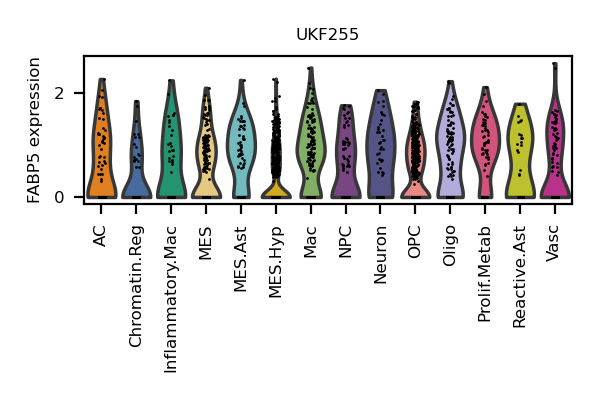 UKF255
FABP5 expression
2
0
AC
Chromatin.Reg
Inflammatory.Mac
MES
MES.Ast
MES.Hyp
Mac
NPC
Neuron
OPC
Oligo
Prolif.Metab
Reactive.Ast
Vasc